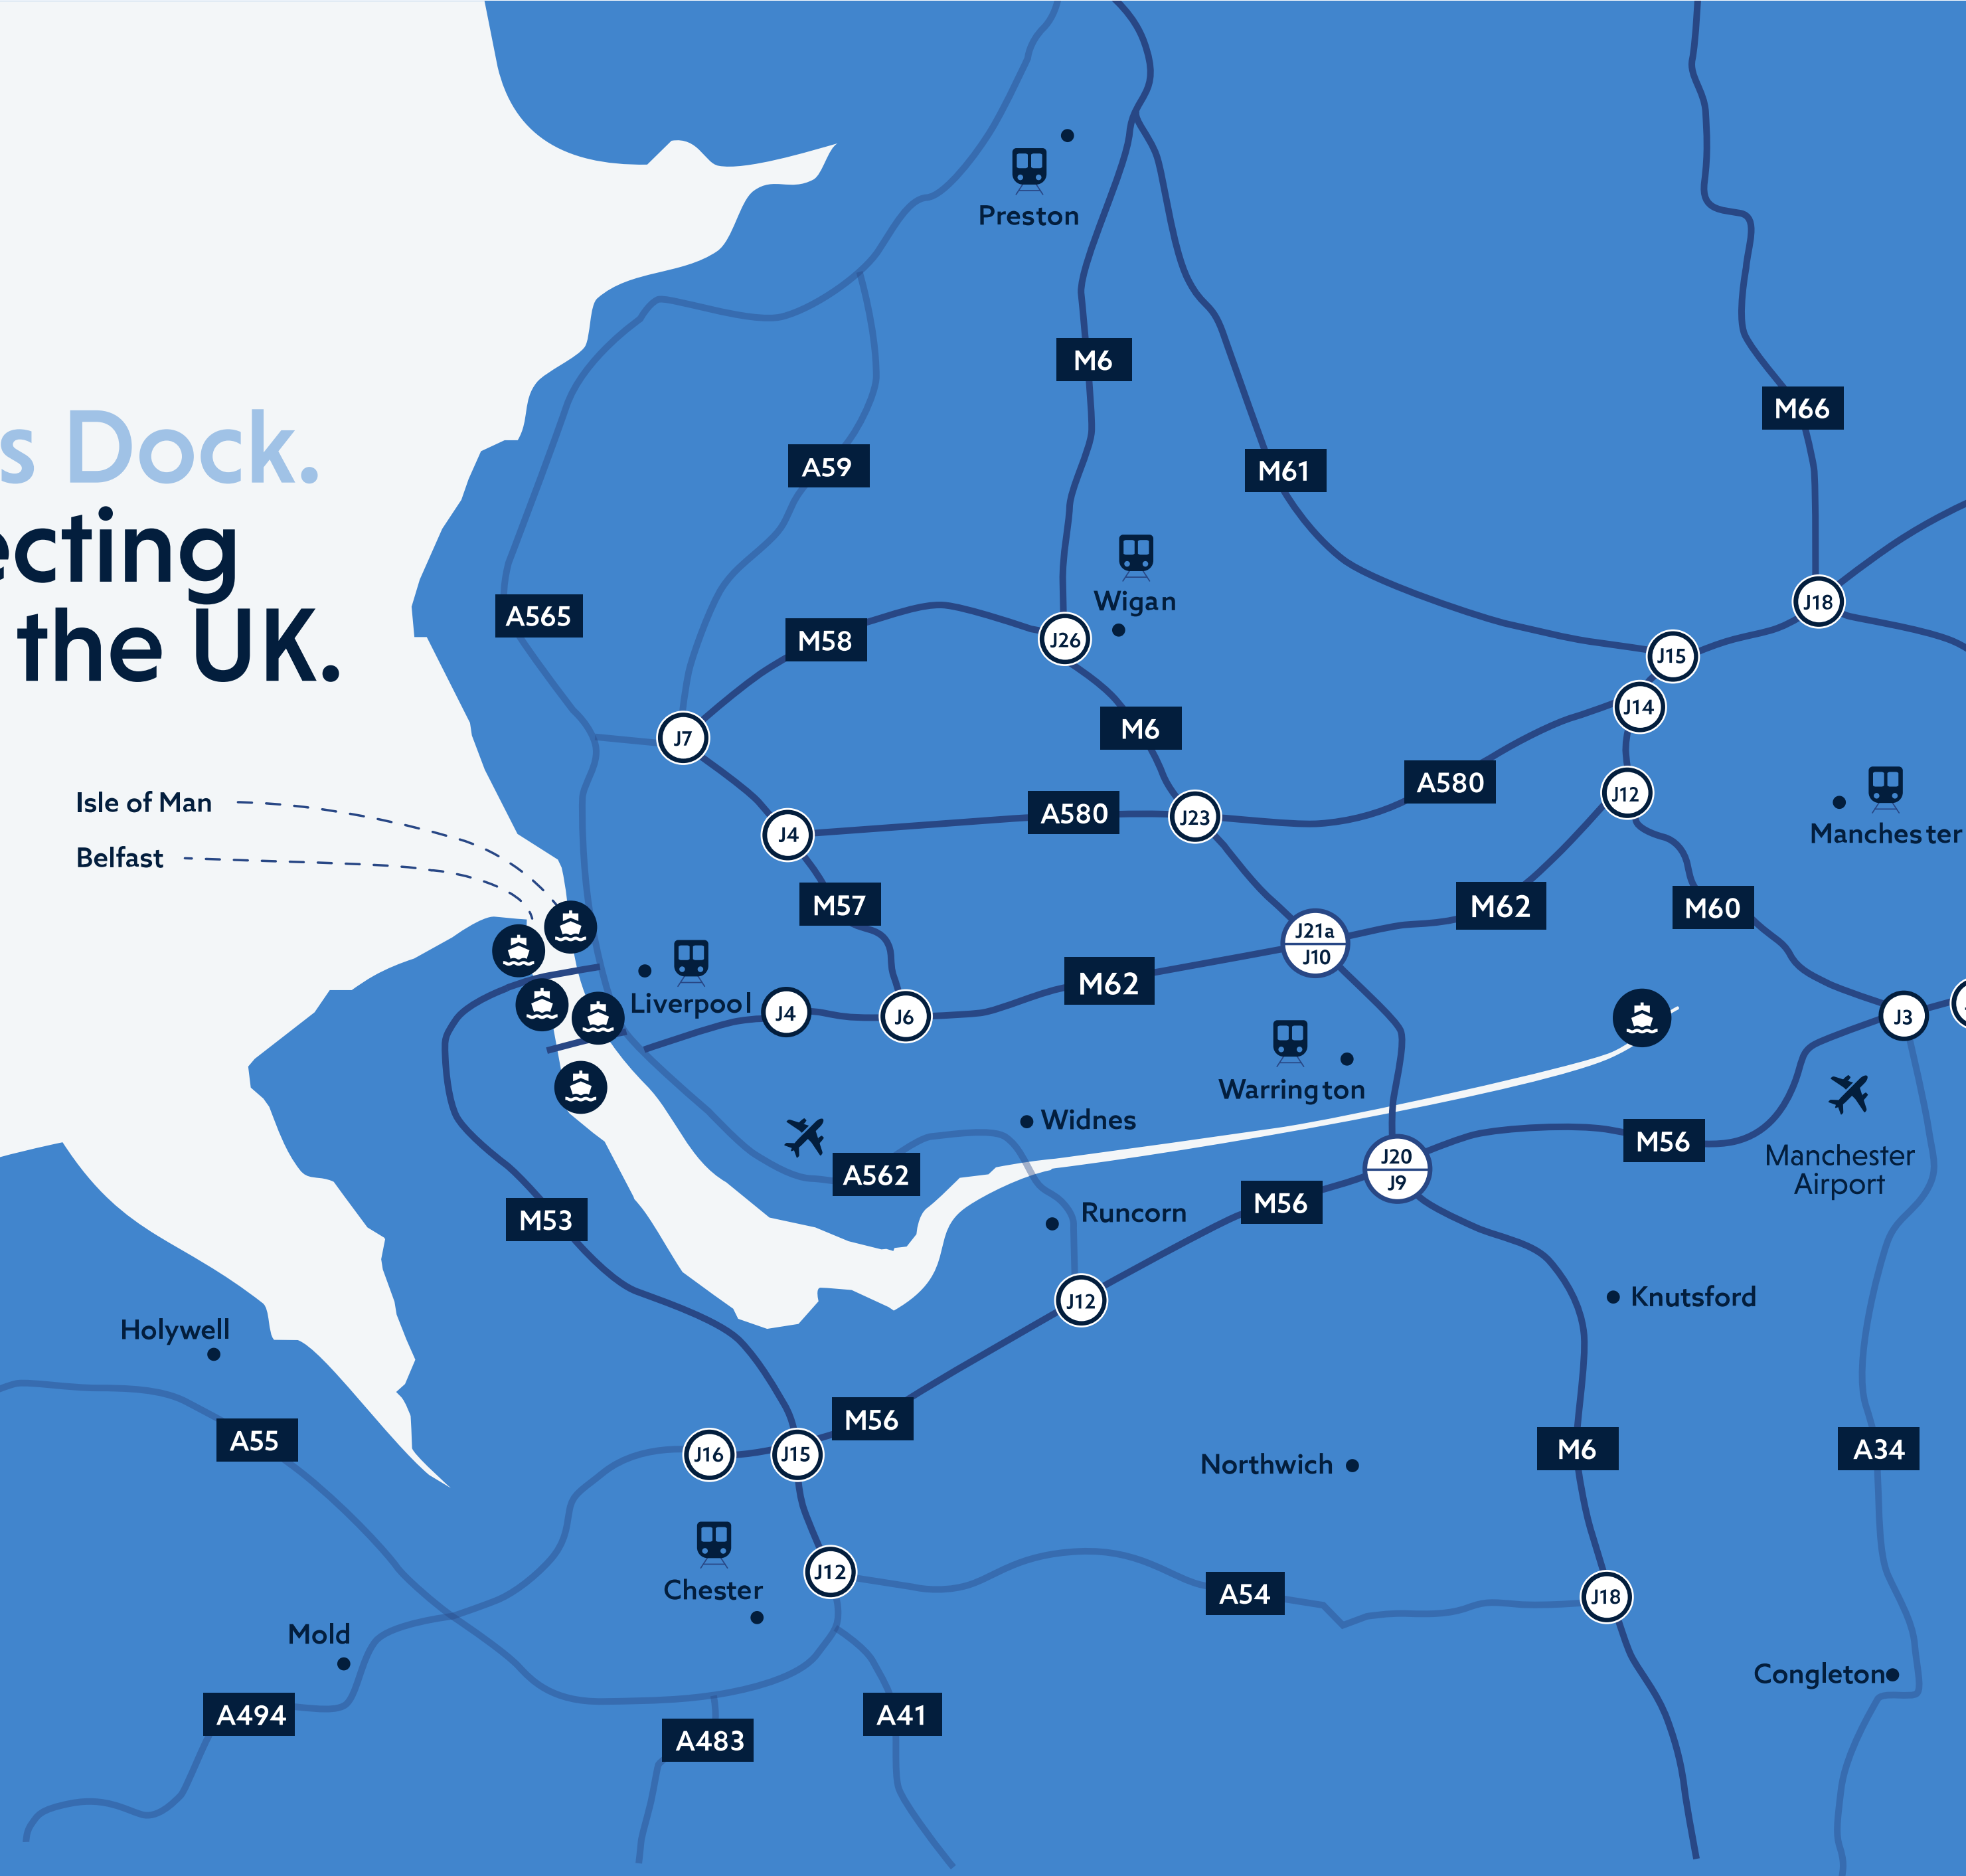 Preston
M6
M66
s Dock.
A59
M61
ecting
Wigan
J18
A565
M58
J26
the UK.
J15
J14
M6
J7
A580
J12
Isle of Man
A580
J23
J4
Manchester
Belfast
M57
M62
M60
J21a
J10
M62
Liverpool
J4
J6
J3
Warrington
Widnes
M56
Manchester
Airport
A562
J20
J9
M56
Runcorn
M53
J12
Knutsford
Holywell
M56
A55
J16
J15
M6
A34
Northwich
J12
Chester
A54
J18
Mold
Congleton
A494
A41
A483